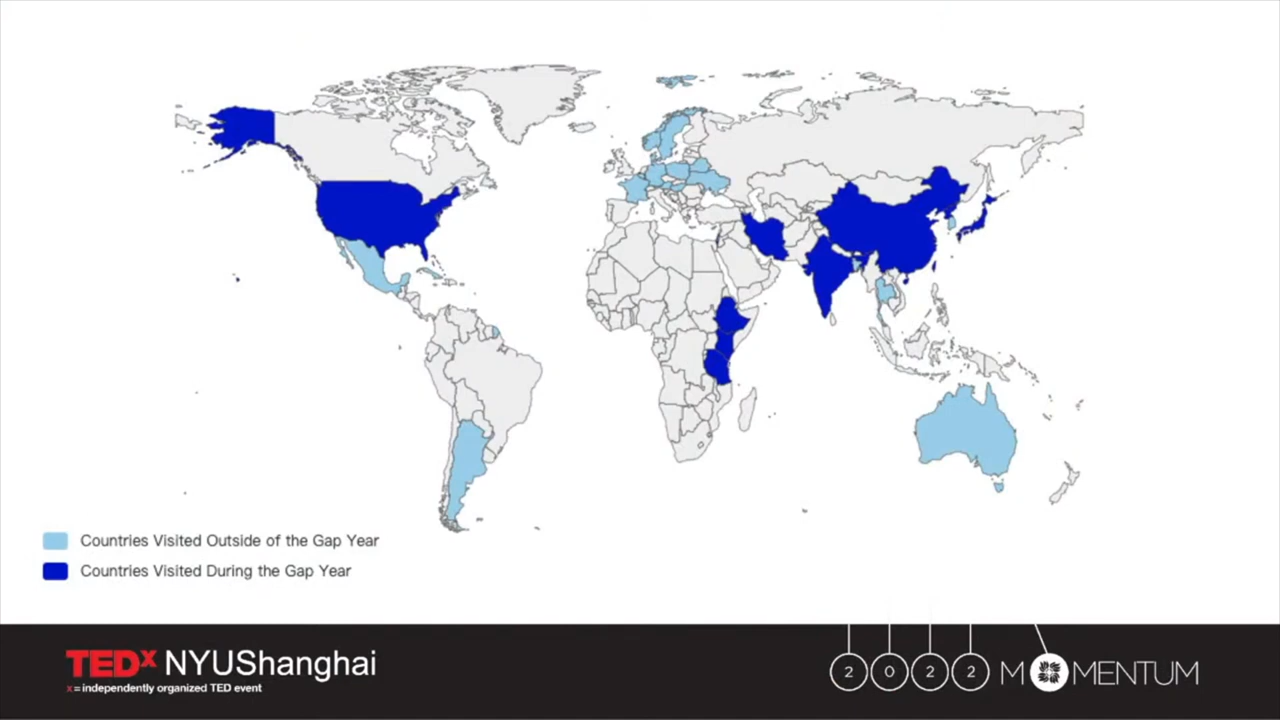 Countries Visited Outside of the Gap Year
Countries Visited During the Gap Year
TEDx NYUShanghai
x = independently organized TED event
2022 MOMENTUM